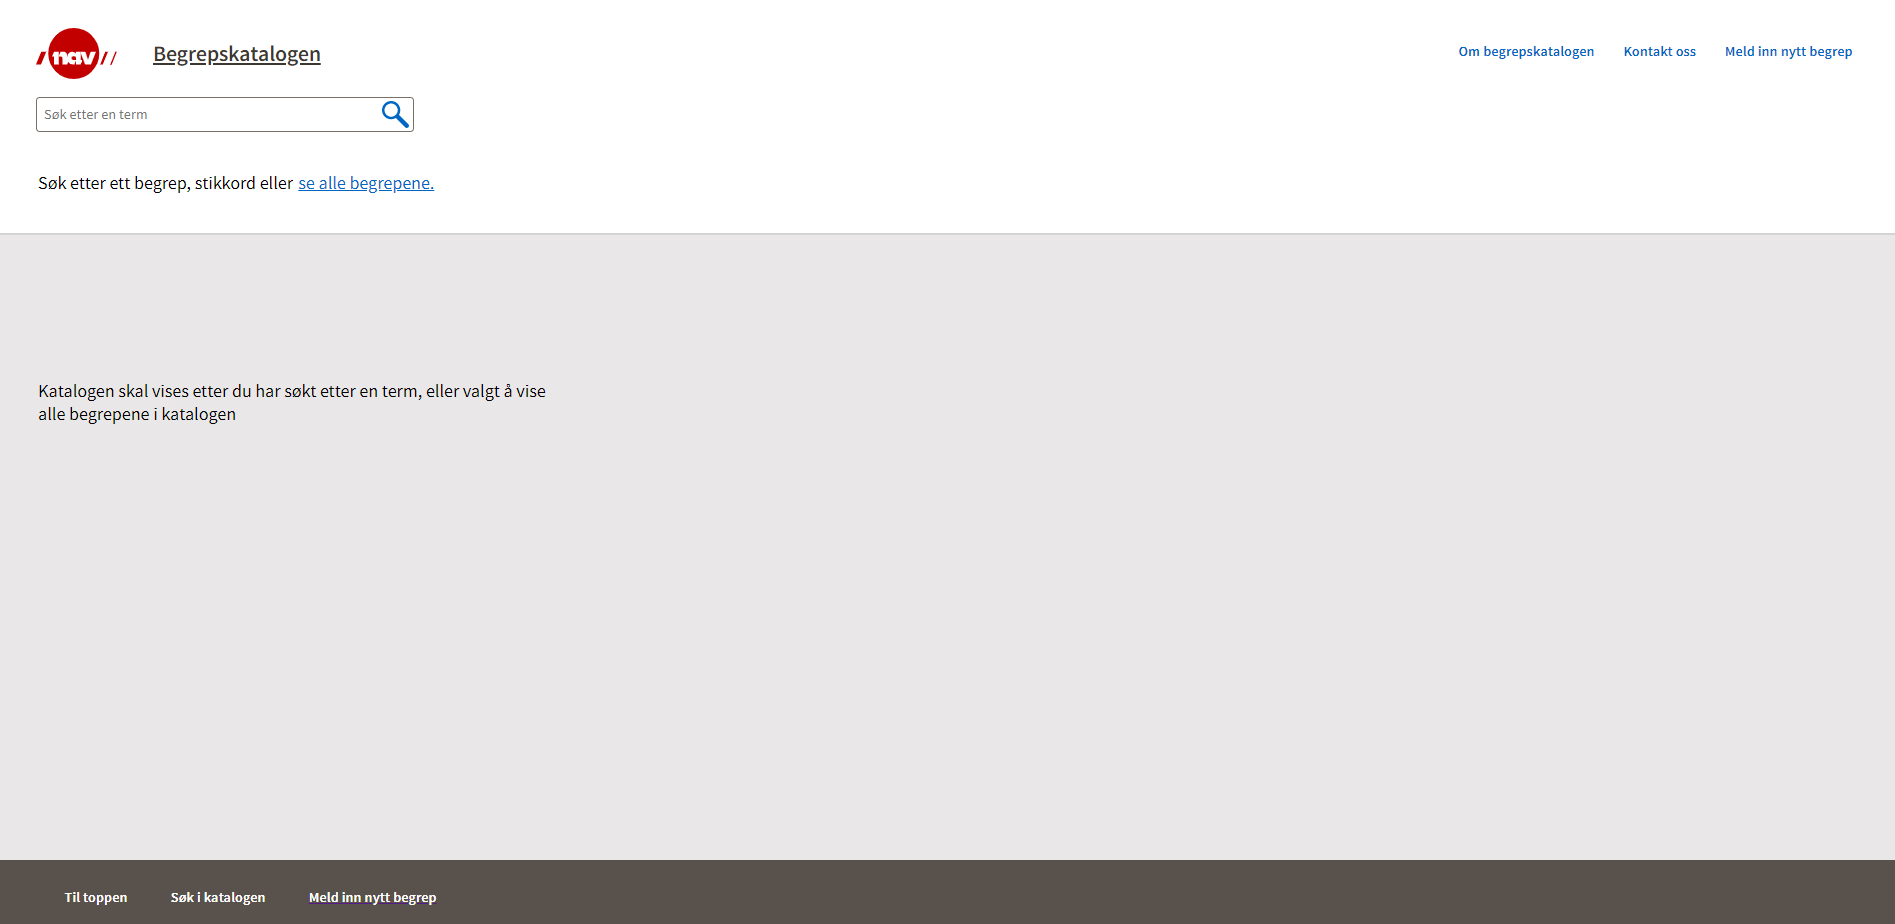 nav
Begrepskatalogen
Om begrepskatalogen
Kontakt oss
Meld inn nytt begrep
Søk etter en term
Søk etter ett begrep, stikkord eller se alle begrepene.
Katalogen skal vises etter du har søkt etter en term, eller valgt å vise
alle begrepene i katalogen
Til toppen
Søk i katalogen
Meld inn nytt begrep